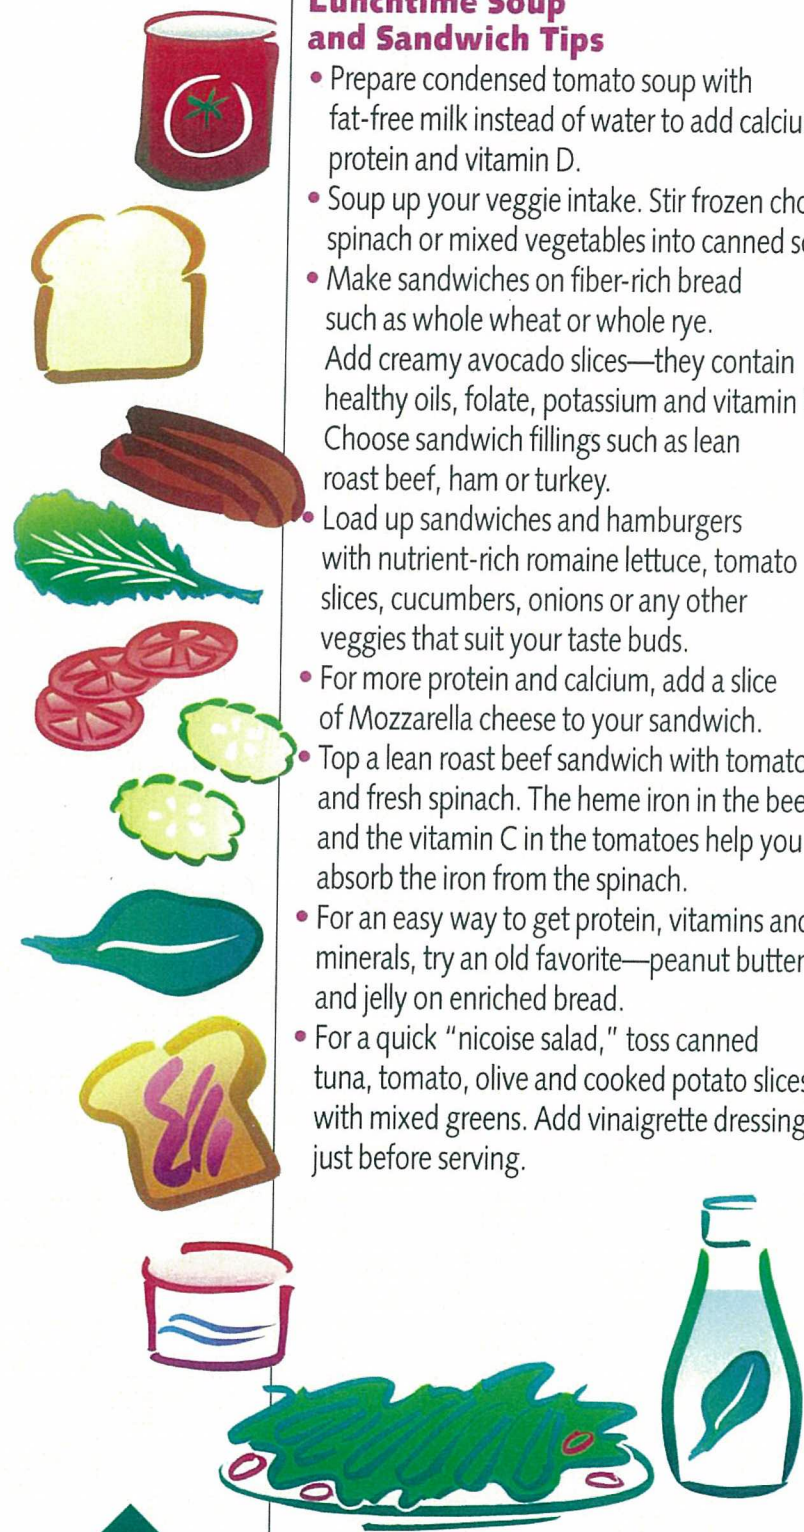 Lunchtime Soup
and Sandwich Tips
• Prepare condensed tomato soup with
fat-free milk instead of water to add calciu
protein and vitamin D.
• Soup up your veggie intake. Stir frozen cho
spinach or mixed vegetables into canned so
• Make sandwiches on fiber-rich bread
such as whole wheat or whole rye.
Add creamy avocado slices—they contain
healthy oils, folate, potassium and vitamin
Choose sandwich fillings such as lean
roast beef, ham or turkey.
• Load up sandwiches and hamburgers
with nutrient-rich romaine lettuce, tomato
slices, cucumbers, onions or any other
veggies that suit your taste buds.
• For more protein and calcium, add a slice
of Mozzarella cheese to your sandwich.
• Top a lean roast beef sandwich with tomato
and fresh spinach. The heme iron in the bee
and the vitamin C in the tomatoes help you
absorb the iron from the spinach.
• For an easy way to get protein, vitamins and
minerals, try an old favorite—peanut butter
and jelly on enriched bread.
• For a quick "nicoise salad," toss canned
tuna, tomato, olive and cooked potato slices
with mixed greens. Add vinaigrette dressing
just before serving.